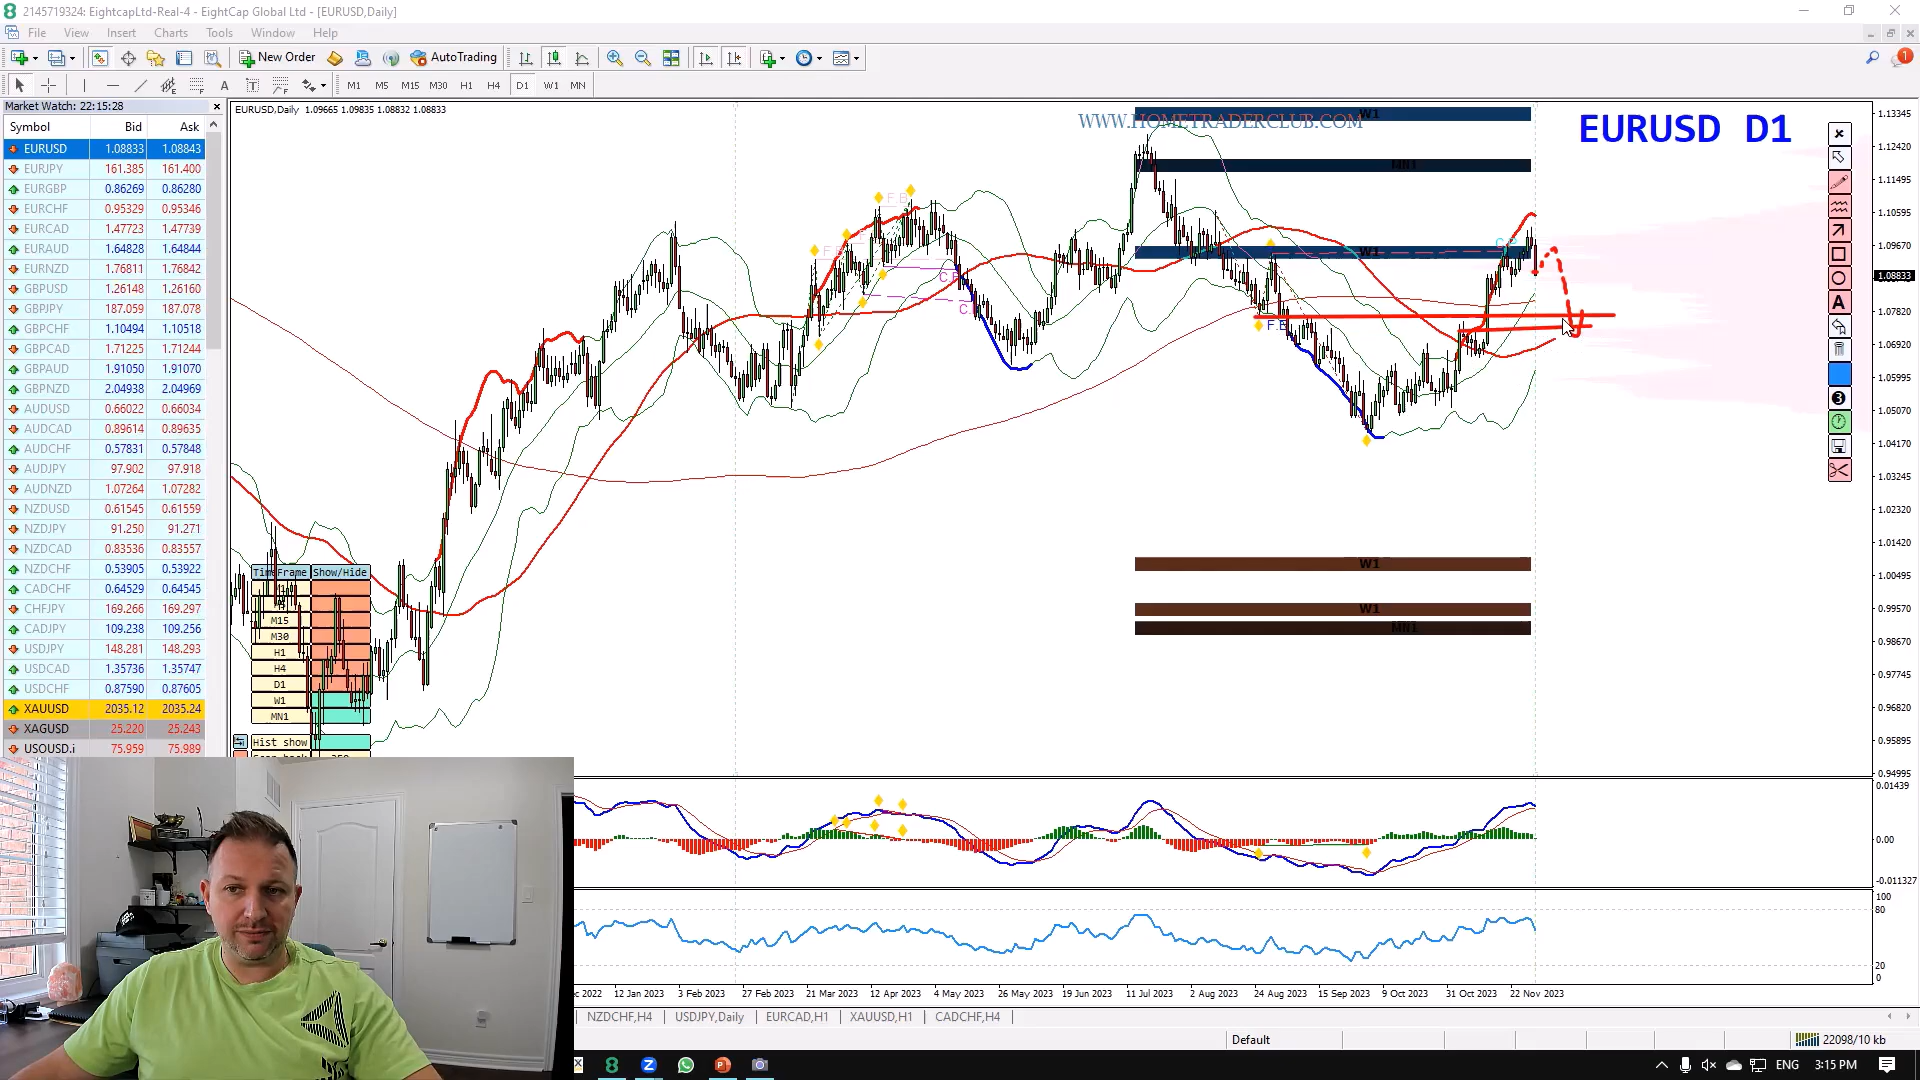 2145719324: EightcapLtd-Real-4 - EightCap Global Ltd - [EURUSD,Daily]
File View Insert Charts Tools Window Help
New Order AutoTrading
A T M1 M5 M15 M30 H1 H4 D1 W1 MN
Market Watch: 22:15:28
Symbol Bid Ask
EURUSD 1.08833 1.08843
EURJPY 161.385 161.400
EURGBP 0.86269 0.86280
EURCHF 0.95329 0.95346
EURCAD 1.47723 1.47739
EURAUD 1.64828 1.64844
EURNZD 1.76811 1.76842
GBPUSD 1.26148 1.26160
GBPJPY 187.059 187.078
GBPCHF 1.10494 1.10518
GBPCAD 1.71225 1.71244
GBPAUD 1.91050 1.91070
GBPNZD 2.04938 2.04969
AUDUSD 0.66022 0.66034
AUDCAD 0.89614 0.89635
AUDCHF 0.57831 0.57848
AUDJPY 97.902 97.918
AUDNZD 1.07264 1.07282
NZDUSD 0.61545 0.61559
NZDJPY 91.250 91.271
NZDCAD 0.83536 0.83557
NZDCHF 0.53905 0.53922
CADCHF 0.64529 0.64545
CHFJPY 169.266 169.297
CADJPY 109.238 109.256
USDJPY 148.281 148.293
USDCAD 1.35736 1.35747
USDCHF 0.87590 0.87605
XAUUSD 2035.12 2035.24
XAGUSD 25.220 25.243
USOUSD.i 75.959 75.989
EURUSD,Daily 1.09665 1.09835 1.08832 1.08833
WWW.HOMETRADERCLUB.COM
EURUSD D1
W1
MN1
W1
W1
W1
MN1
F.B
F.B
TimeFrame Show/Hide
M15
M30
H1
H4
D1
W1
MN1
Hist show
1.13345
1.12420
1.11495
1.10595
1.09670
1.08833
1.07820
1.06920
1.05995
1.05070
1.04170
1.03245
1.02320
1.01420
1.00495
0.99570
0.98670
0.97745
0.96820
0.95895
0.94995
0.01439
0.00
-0.011327
100
80
20
0
A
3
12 Jan 2023 3 Feb 2023 27 Feb 2023 21 Mar 2023 12 Apr 2023 4 May 2023 26 May 2023 19 Jun 2023 11 Jul 2023 2 Aug 2023 24 Aug 2023 15 Sep 2023 9 Oct 2023 31 Oct 2023 22 Nov 2023
NZDCHF,H4 USDJPY,Daily EURCAD,H1 XAUUSD,H1 CADCHF,H4
Default 22098/10 kb
ENG 3:15 PM